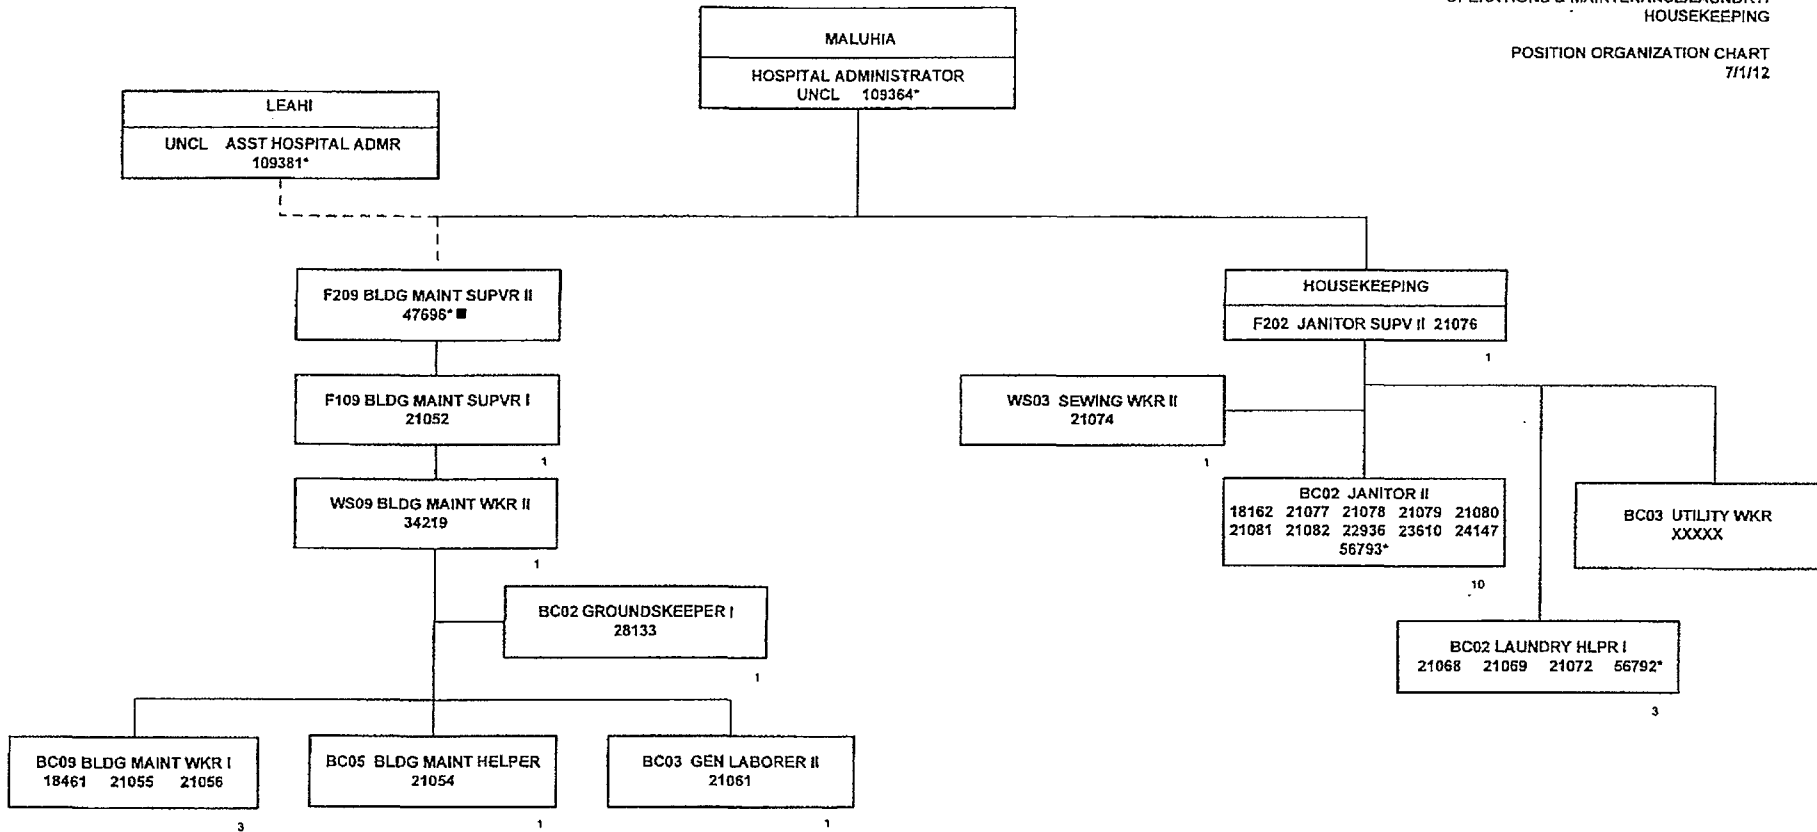 HOUSEKEEPING
POSITION ORGANIZATION CHART
7/1/12
MALUHIA
HOSPITAL ADMINISTRATOR
UNCL 109364*
LEAHI
UNCL ASST HOSPITAL ADMR
109381*
F209 BLDG MAINT SUPVR II
47696* ■
F109 BLDG MAINT SUPVR I
21052
1
WS09 BLDG MAINT WKR II
34219
1
BC02 GROUNDSKEEPER I
28133
1
BC09 BLDG MAINT WKR I
18461 21055 21056
3
BC05 BLDG MAINT HELPER
21054
1
BC03 GEN LABORER II
21061
1
HOUSEKEEPING
F202 JANITOR SUPV II 21076
1
WS03 SEWING WKR II
21074
1
BC02 JANITOR II
18162 21077 21078 21079 21080
21081 21082 22936 23610 24147
56793*
10
BC03 UTILITY WKR
XXXXX
BC02 LAUNDRY HLPR I
21068 21069 21072 56792*
3